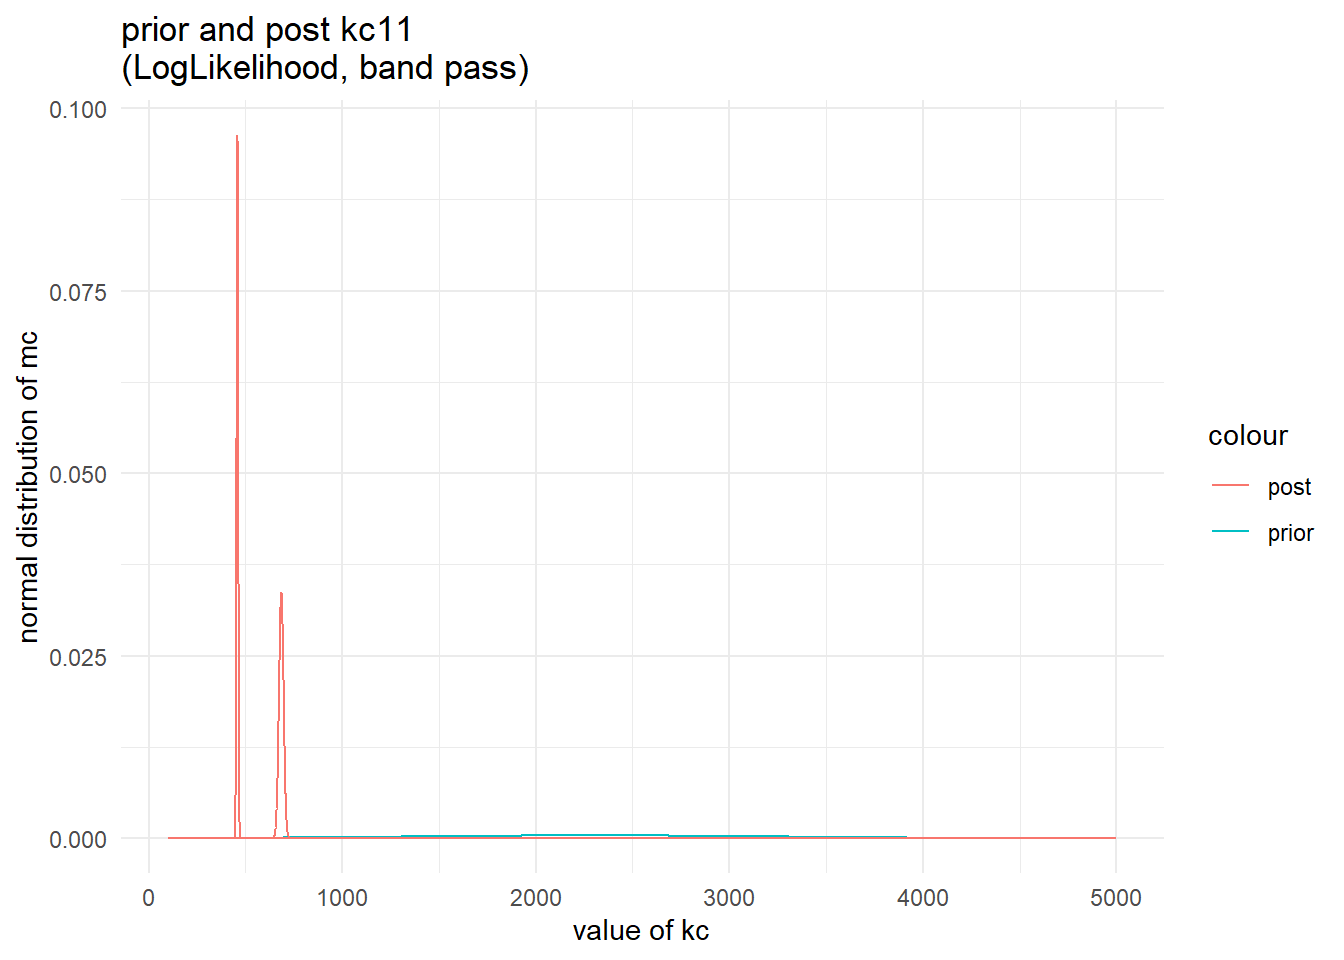 prior and post kc11
(LogLikelihood, band pass)
0.100
0.075
0.050
0.025
0.000
normal distribution of mc
0
1000
2000
3000
4000
5000
value of kc
colour
post
prior